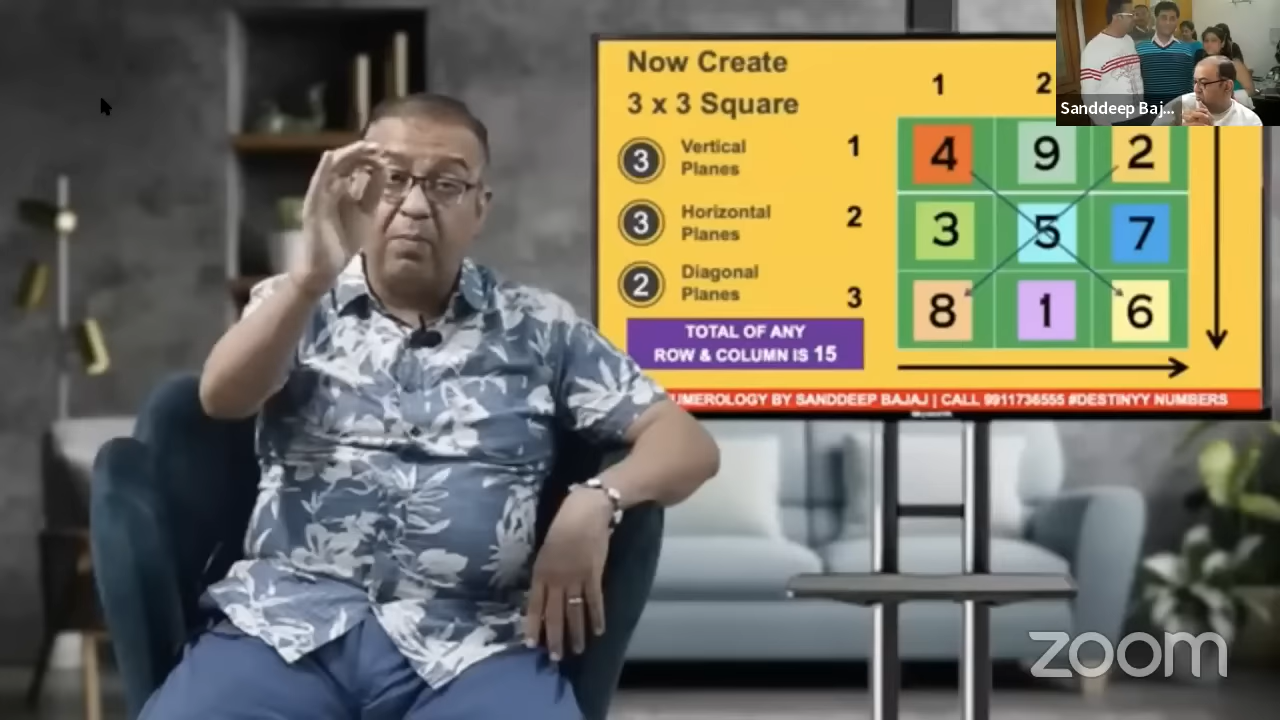 Now Create
3 x 3 Square
3 Vertical
Planes
3 Horizontal
Planes
2 Diagonal
Planes
TOTAL OF ANY
ROW & COLUMN IS 15
1 2
1 4 9 2
2 3 5 7
3 8 1 6
UMEROLOGY BY SANDDEEP BAJAJ | CALL 9911736555 #DESTINYY NUMBERS
Sanddeep Baj...
zoom